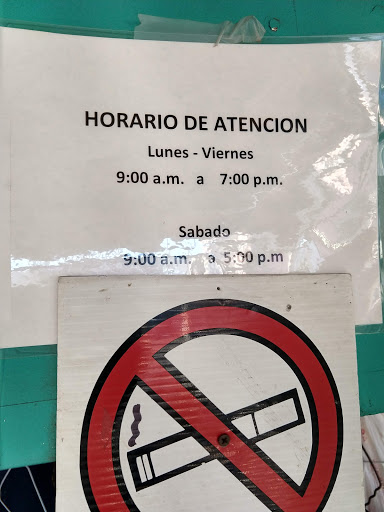 HORARIO DE ATENCION
Lunes - Viernes
9:00 a.m. a 7:00 p.m.
Sabado
9:00 a.m. a 5:00 p.m